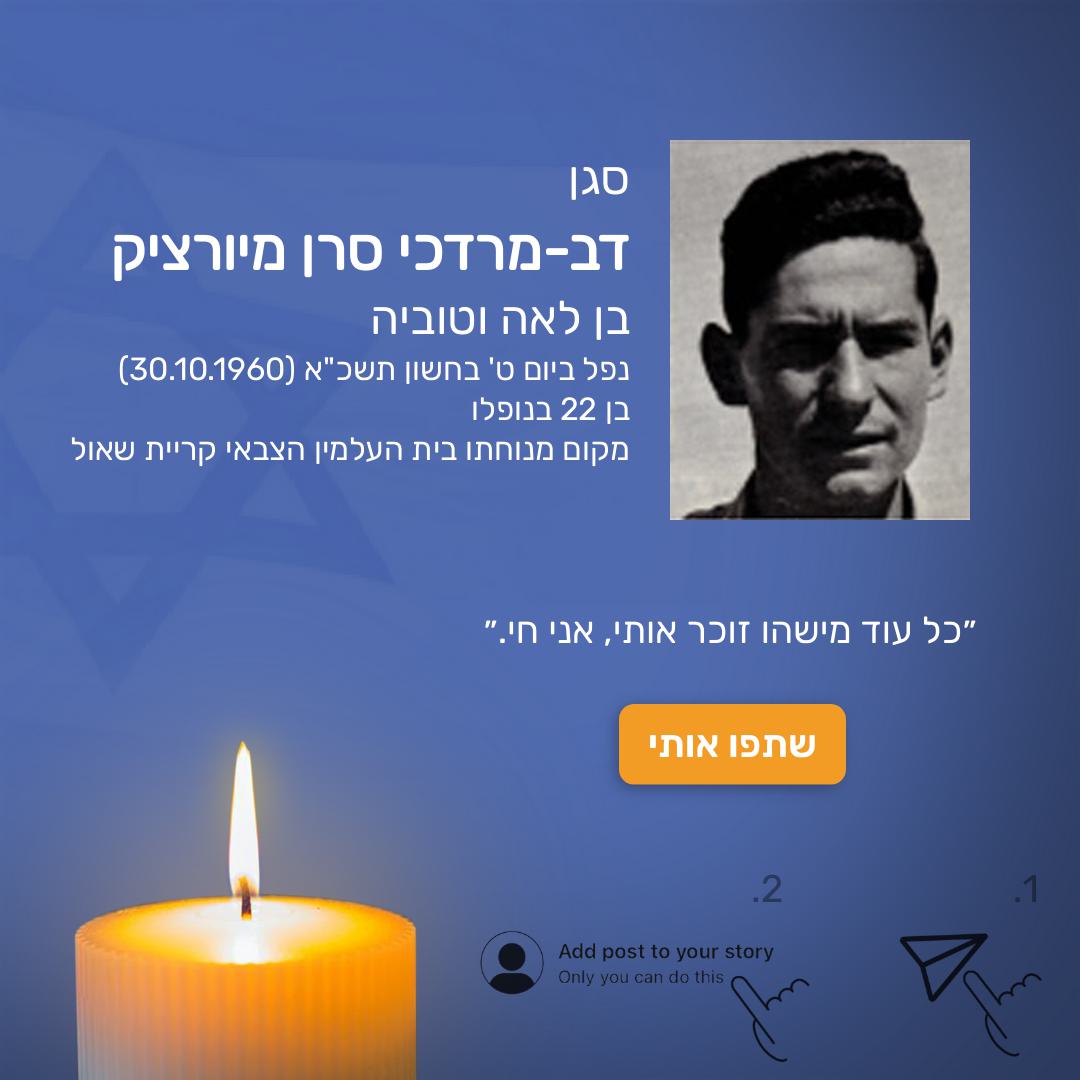 סגן
דב-מרדכי סרן מיורציק
בן לאה וטוביה
נפל ביום ט' בחשוון תשכ"א (30.10.1960)
בן 22 בנופלו
מקום מנוחתו בית העלמין הצבאי קריית שאול
״כל עוד מישהו זוכר אותי, אני חי.״
שתפו אותי
1.
2.
Add post to your story
Only you can do this